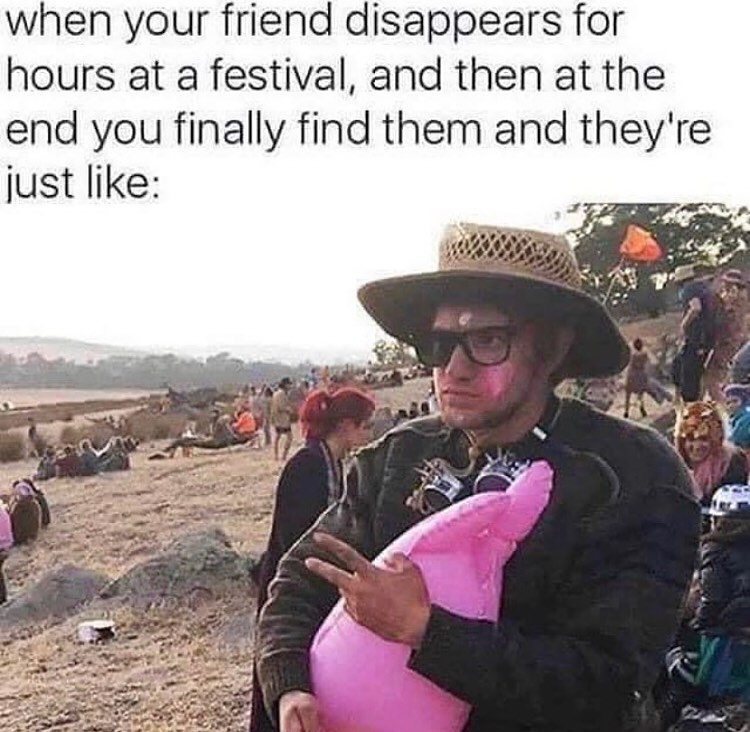 when your friend disappears for
hours at a festival, and then at the
end you finally find them and they're
just like: